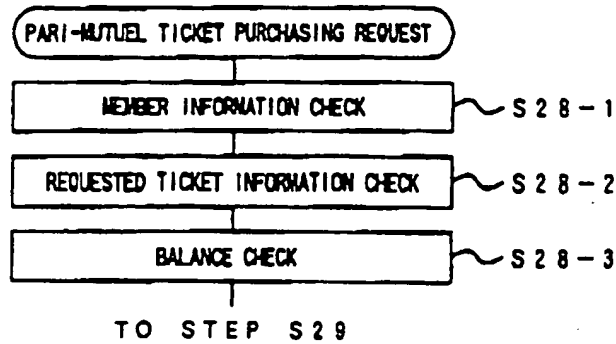 PARI-MUTUEL TICKET PURCHASING REQUEST
MEMBER INFORMATION CHECK S28-1
REQUESTED TICKET INFORMATION CHECK S28-2
BALANCE CHECK S28-3
TO STEP S29